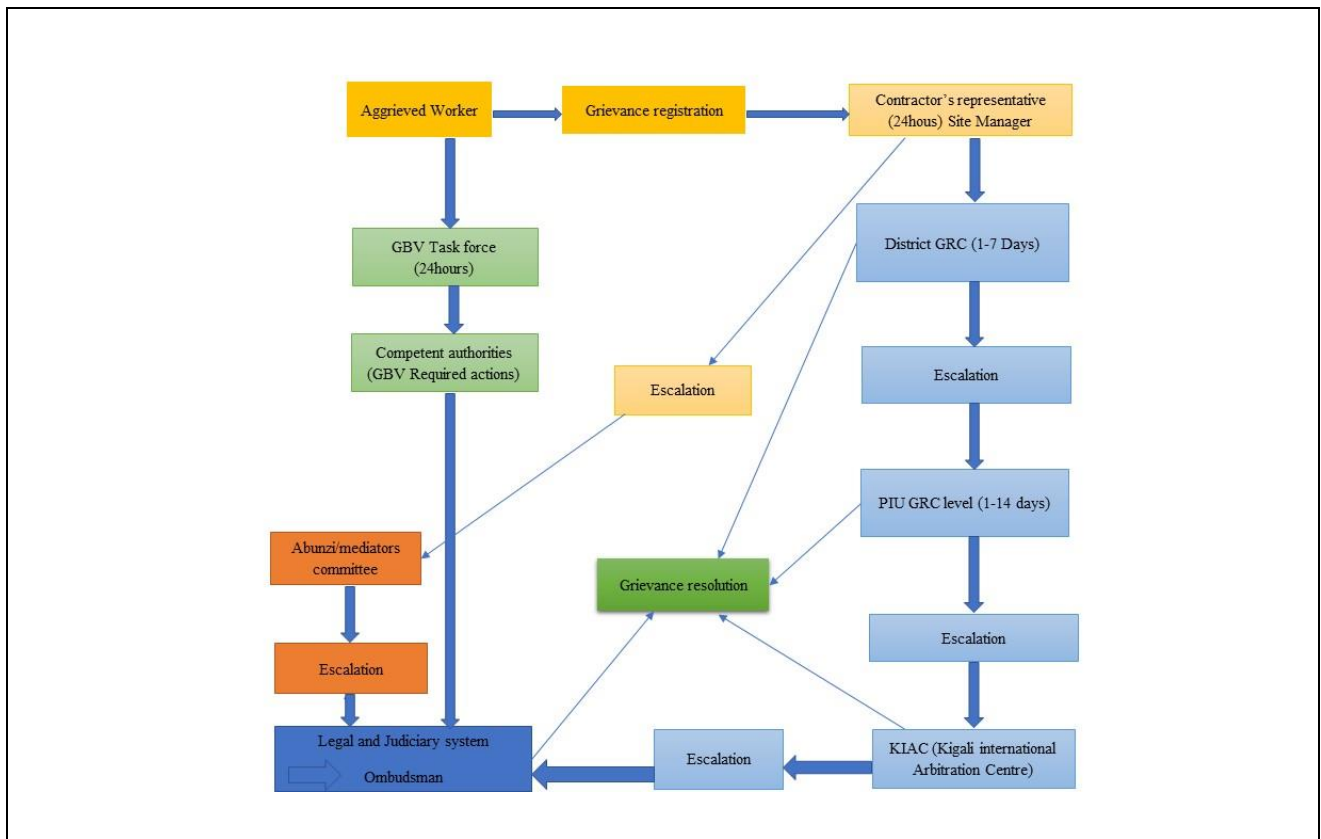 Aggrieved Worker
Grievance registration
Contractor's representative
(24hous) Site Manager
GBV Task force
(24hours)
District GRC (1-7 Days)
Competent authorities
(GBV Required actions)
Escalation
Escalation
PIU GRC level (1-14 days)
Abunzi/mediators
committee
Grievance resolution
Escalation
Escalation
Legal and Judiciary system
Ombudsman
Escalation
KIAC (Kigali international
Arbitration Centre)